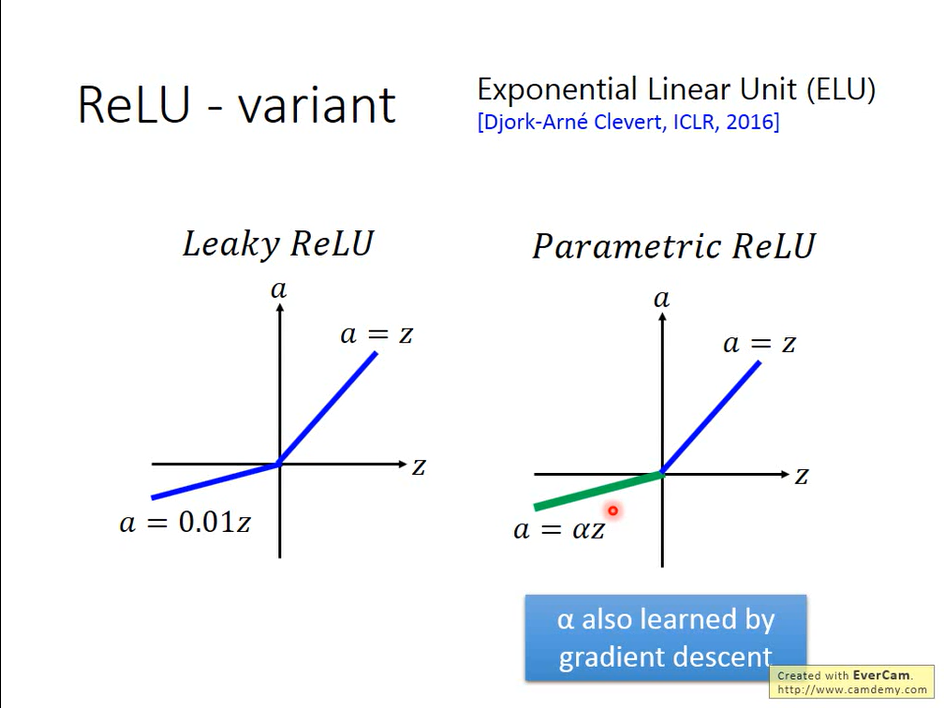 ReLU - variant
Exponential Linear Unit (ELU)
[Djork-Arné Clevert, ICLR, 2016]
Leaky ReLU
a
a = z
z
a = 0.01z
Parametric ReLU
a
a = z
z
a = αz
α also learned by
gradient descent
Created with EverCam.
http://www.camdemy.com